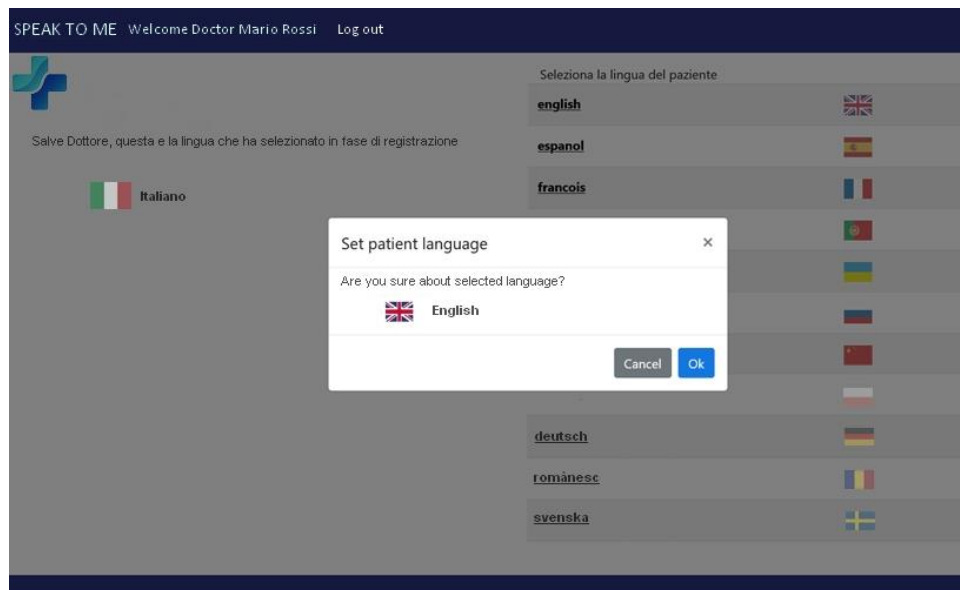 SPEAK TO ME Welcome Doctor Mario Rossi Log out
Salve Dottore, questa e la lingua che ha selezionato in fase di registrazione
Italiano
Seleziona la lingua del paziente
english
espanol
francois
deutsch
românesc
svenska
Set patient language ×
Are you sure about selected language?
English
Cancel Ok